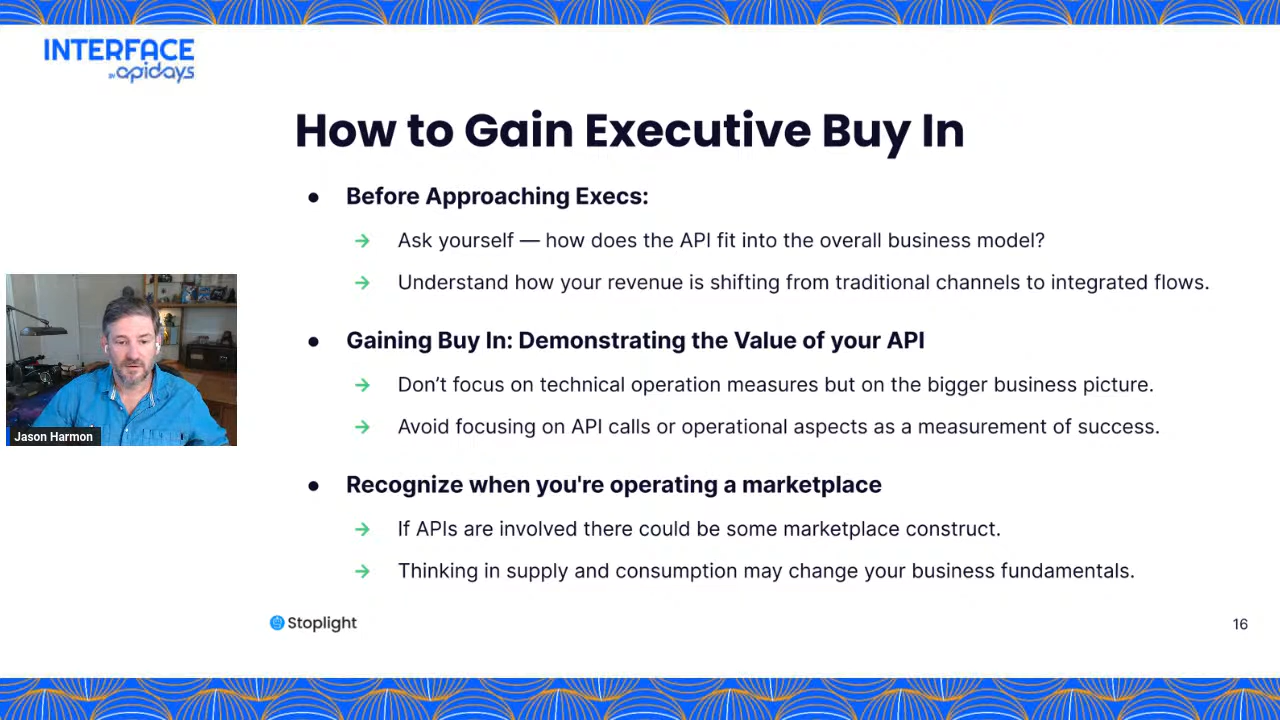 INTERFACE
BY apidays
How to Gain Executive Buy In
● Before Approaching Execs:
→ Ask yourself — how does the API fit into the overall business model?
→ Understand how your revenue is shifting from traditional channels to integrated flows.
● Gaining Buy In: Demonstrating the Value of your API
→ Don’t focus on technical operation measures but on the bigger business picture.
→ Avoid focusing on API calls or operational aspects as a measurement of success.
Jason Harmon
● Recognize when you're operating a marketplace
→ If APIs are involved there could be some marketplace construct.
→ Thinking in supply and consumption may change your business fundamentals.
Stoplight
16